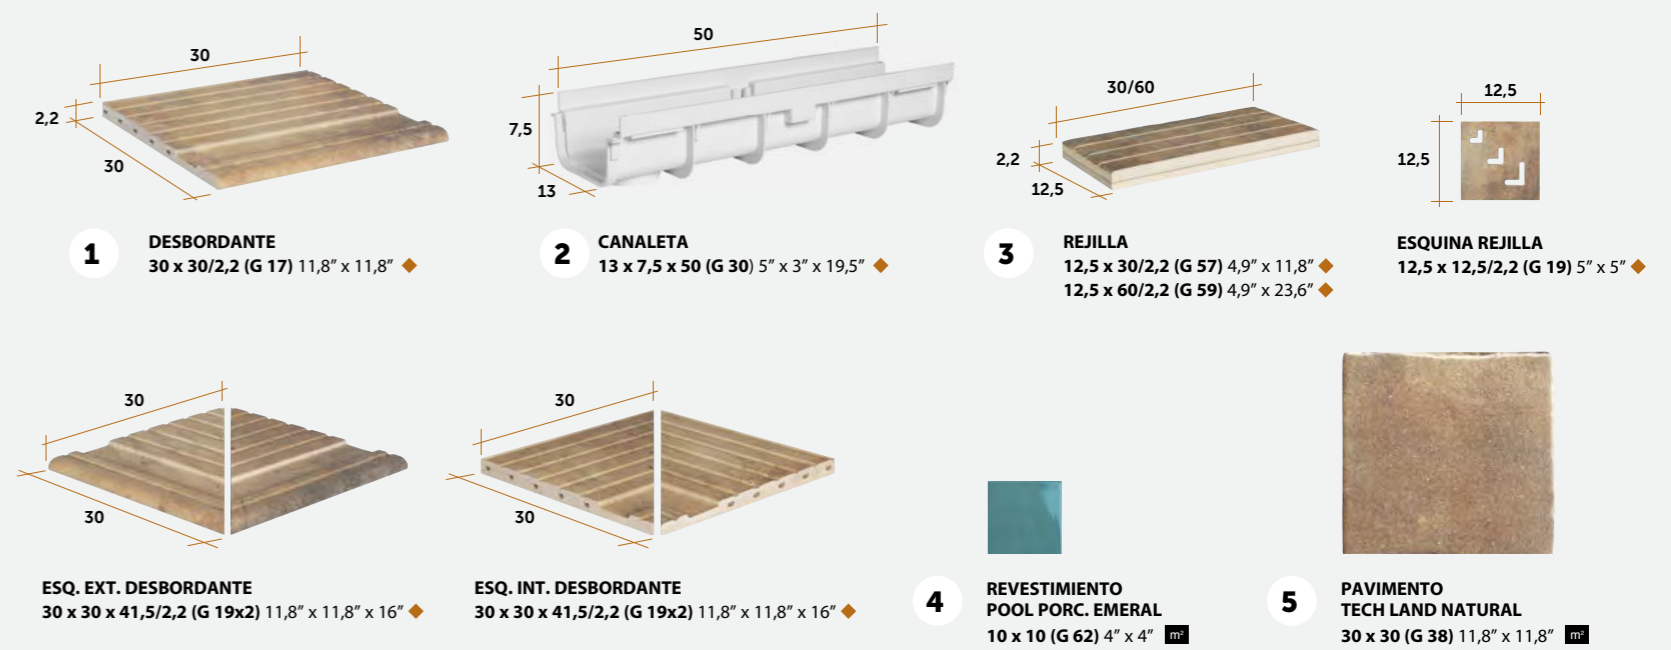 30
2,2
30
1
DESBORDANTE
30 x 30/2,2 (G 17) 11,8” x 11,8”
50
7,5
13
2
CANALETA
13 x 7,5 x 50 (G 30) 5” x 3” x 19,5”
30/60
2,2
12,5
3
REJILLA
12,5 x 30/2,2 (G 57) 4,9” x 11,8”
12,5 x 60/2,2 (G 59) 4,9” x 23,6”
12,5
12,5
ESQUINA REJILLA
12,5 x 12,5/2,2 (G 19) 5” x 5”
30
30
ESQ. EXT. DESBORDANTE
30 x 30 x 41,5/2,2 (G 19x2) 11,8” x 11,8” x 16”
30
30
ESQ. INT. DESBORDANTE
30 x 30 x 41,5/2,2 (G 19x2) 11,8” x 11,8” x 16”
4
REVESTIMIENTO
POOL PORC. EMERAL
10 x 10 (G 62) 4” x 4” m²
5
PAVIMENTO
TECH LAND NATURAL
30 x 30 (G 38) 11,8” x 11,8” m²